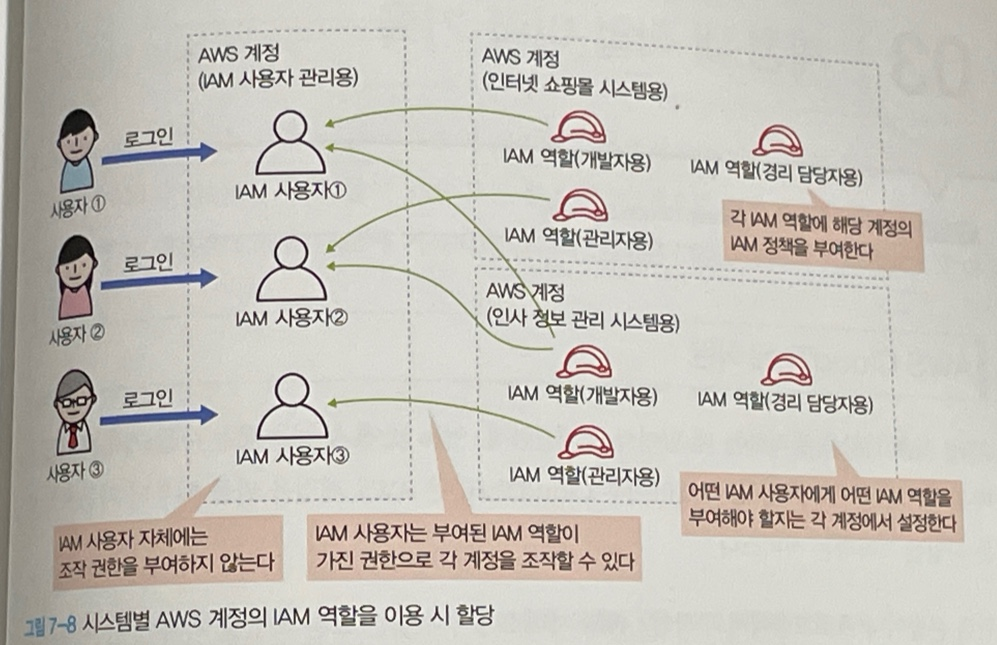 AWS 계정
(IAM 사용자 관리용)
AWS 계정
(인터넷 쇼핑몰 시스템용)
로그인
사용자 ①
IAM 사용자①
IAM 역할(개발자용)
IAM 역할(경리 담당자용)
IAM 역할(관리자용)
각 IAM 역할에 해당 계정의
IAM 정책을 부여한다
로그인
사용자 ②
IAM 사용자②
AWS 계정
(인사 정보 관리 시스템용)
IAM 역할(개발자용)
IAM 역할(경리 담당자용)
로그인
사용자 ③
IAM 사용자③
IAM 역할(관리자용)
어떤 IAM 사용자에게 어떤 IAM 역할을
부여해야 할지는 각 계정에서 설정한다
IAM 사용자 자체에는
조작 권한을 부여하지 않는다
IAM 사용자는 부여된 IAM 역할이
가진 권한으로 각 계정을 조작할 수 있다
그림 7-8 시스템별 AWS 계정의 IAM 역할을 이용 시 할당